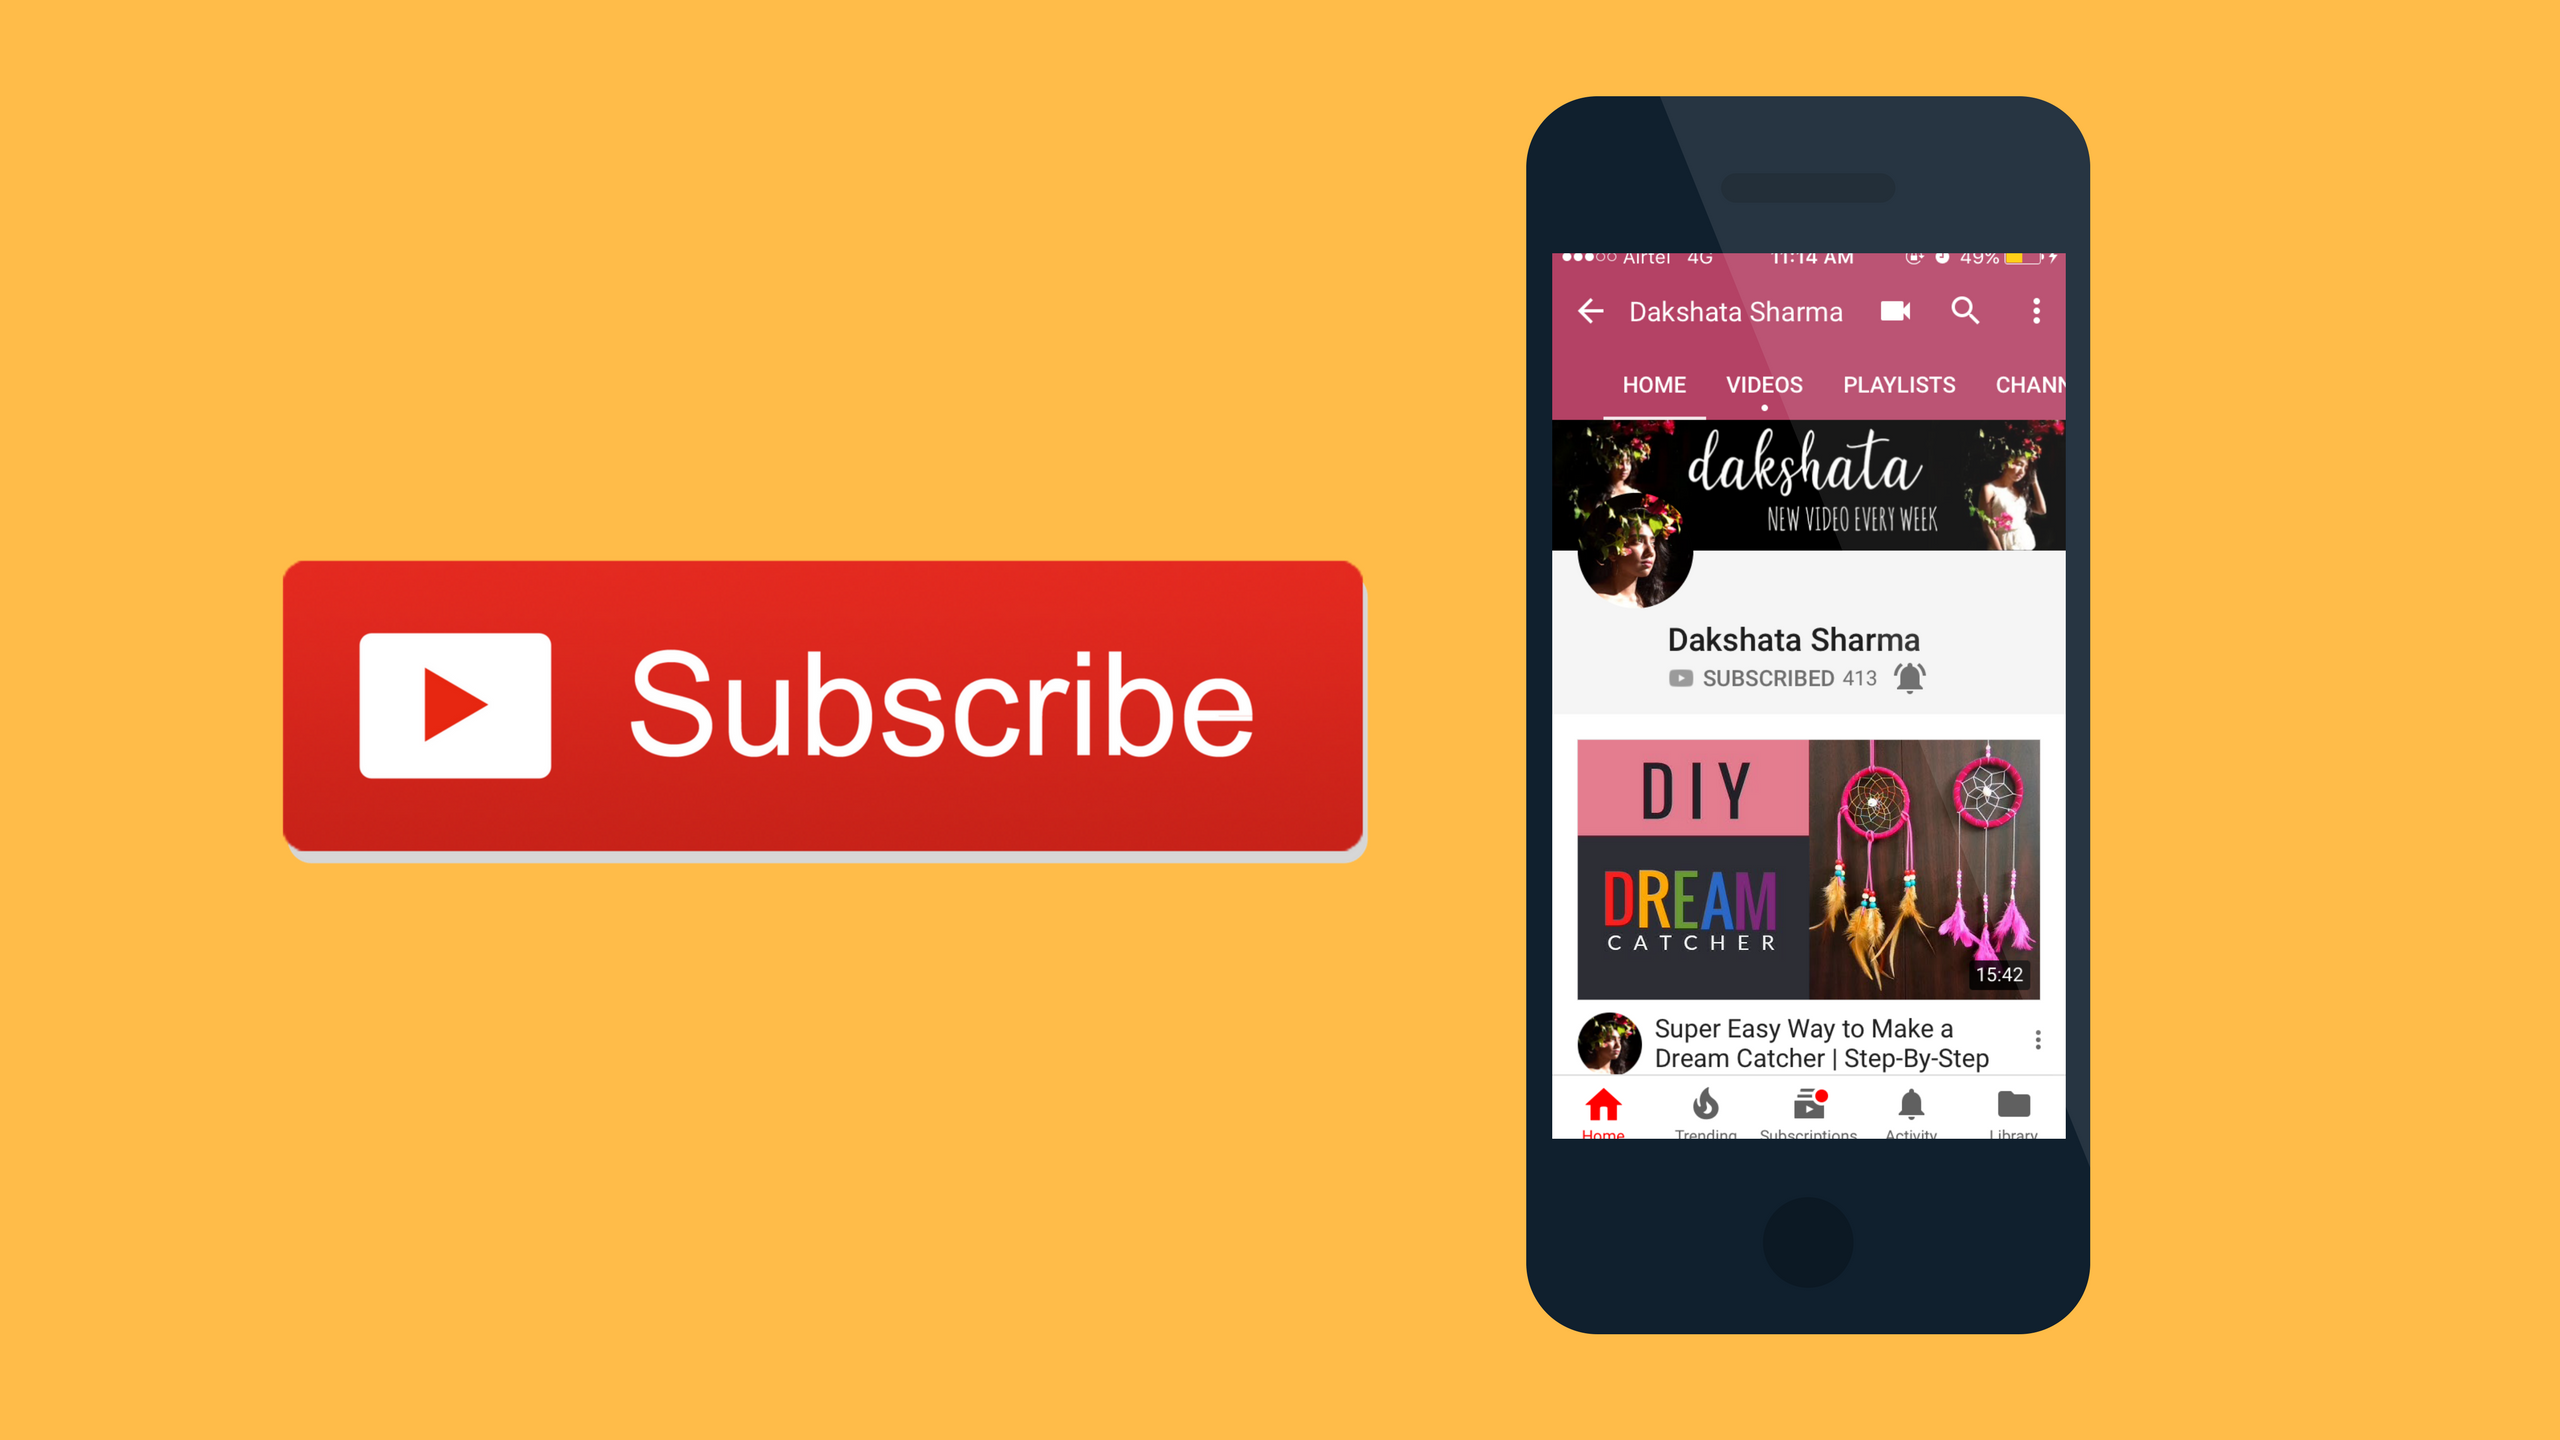 Subscribe
Airtel 4G 11:14 AM 49%
Dakshata Sharma
HOME VIDEOS PLAYLISTS CHANN
dakshata
NEW VIDEO EVERY WEEK
Dakshata Sharma
SUBSCRIBED 413
DIY
DREAM
CATCHER
15:42
Super Easy Way to Make a
Dream Catcher | Step-By-Step
Home Trending Subscriptions Activity Library